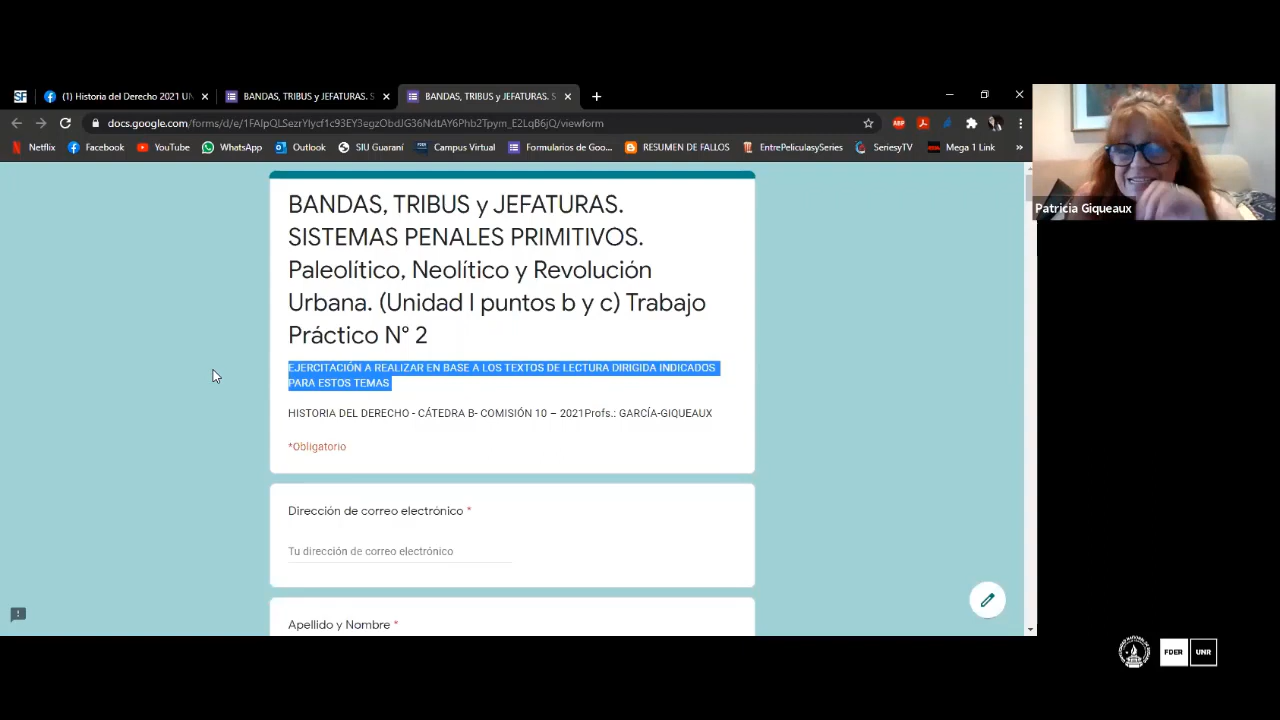 (1) Historia del Derecho 2021 UN
BANDAS, TRIBUS y JEFATURAS. S
BANDAS, TRIBUS y JEFATURAS. S
docs.google.com/forms/d/e/1FAIpQLSezrYIycf1c93EY3egzObdJG36NdtAY6Phb2Tpym_E2LqB6jQ/viewform
ABP
Netflix Facebook YouTube WhatsApp Outlook SIU Guaraní Campus Virtual Formularios de Goo... RESUMEN DE FALLOS EntrePeliculasySeries SeriesyTV Mega 1 Link »
BANDAS, TRIBUS y JEFATURAS.
SISTEMAS PENALES PRIMITIVOS.
Paleolítico, Neolítico y Revolución
Urbana. (Unidad I puntos b y c) Trabajo
Práctico N° 2
EJERCITACIÓN A REALIZAR EN BASE A LOS TEXTOS DE LECTURA DIRIGIDA INDICADOS
PARA ESTOS TEMAS
HISTORIA DEL DERECHO - CÁTEDRA B- COMISIÓN 10 – 2021Profs.: GARCÍA-GIQUEAUX
*Obligatorio
Dirección de correo electrónico *
Tu dirección de correo electrónico
Apellido y Nombre *
Patricia Giqueaux
FDER UNR